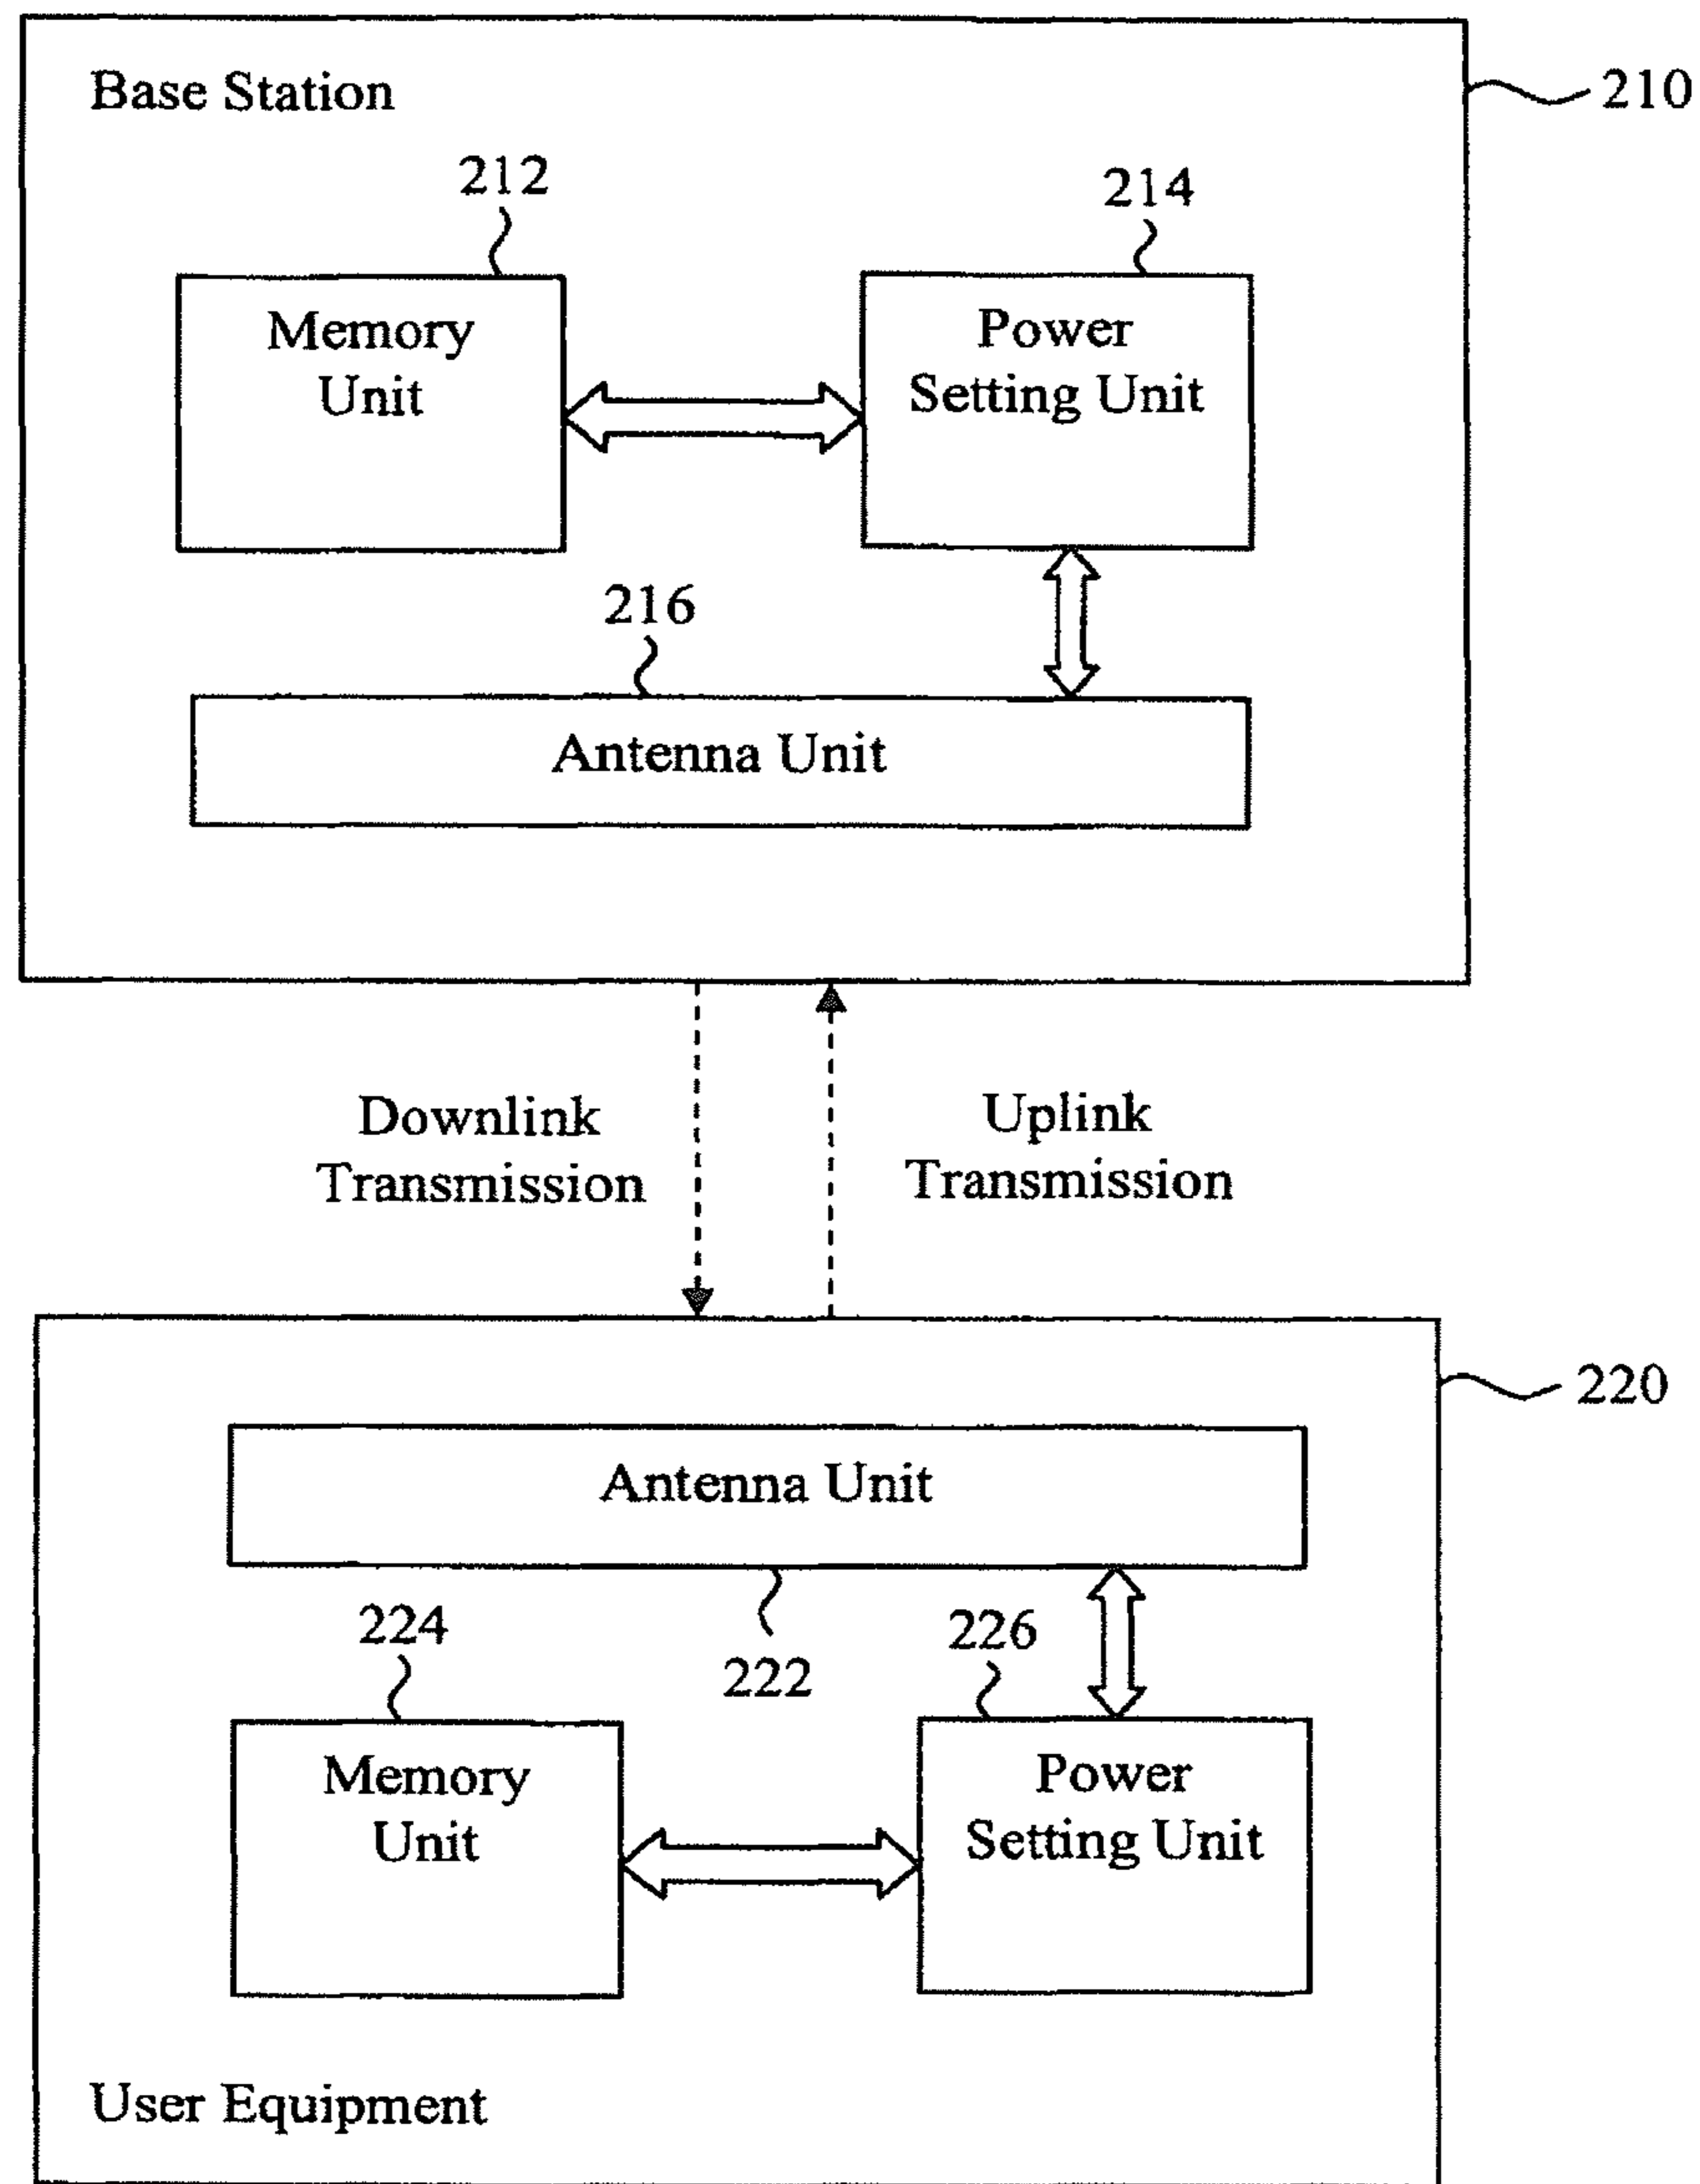 Base Station
210
212
214
Memory
Unit
Power
Setting Unit
216
Antenna Unit
Downlink
Transmission
Uplink
Transmission
220
Antenna Unit
224
222
226
Memory
Unit
Power
Setting Unit
User Equipment